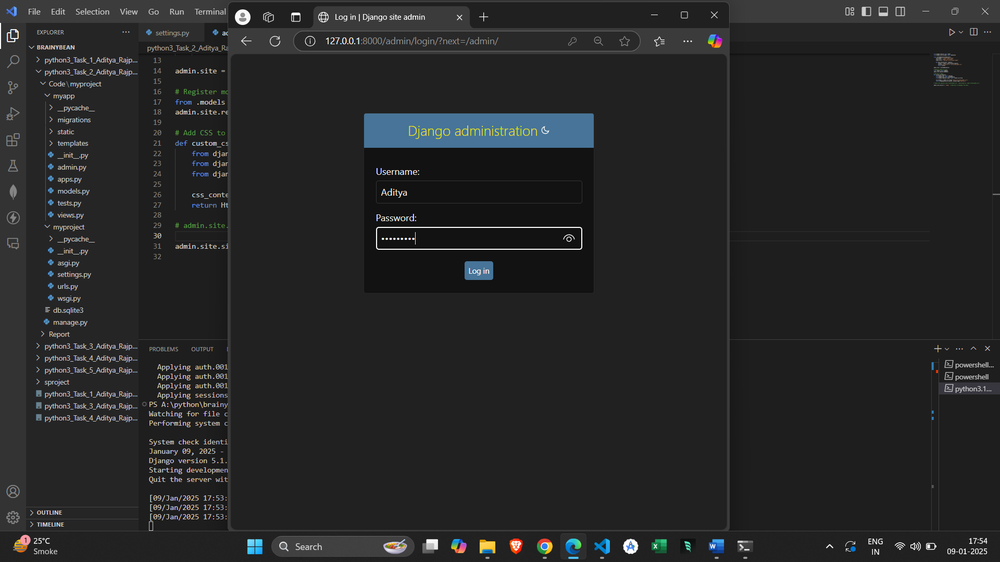 File Edit Selection View Go Run Terminal
EXPLORER
BRAINYBEAN
python3_Task_1_Aditya_Rajp...
python3_Task_2_Aditya_Rajp...
Code\myproject
myapp
__pycache__
migrations
static
templates
__init__.py
admin.py
apps.py
models.py
tests.py
views.py
myproject
__pycache__
__init__.py
asgi.py
settings.py
urls.py
wsgi.py
db.sqlite3
manage.py
Report
python3_Task_3_Aditya_Rajp...
python3_Task_4_Aditya_Rajp...
python3_Task_5_Aditya_Rajp...
sproject
python3_Task_1_Aditya_Rajp...
python3_Task_3_Aditya_Rajp...
python3_Task_4_Aditya_Rajp...
OUTLINE
TIMELINE
settings.py
python3_Task_2_Aditya_Ra
13
14 admin.site =
15
16 # Register mo
17 from .models
18 admin.site.re
19
20 # Add CSS to
21 def custom_cs
22 from djan
23 from djan
24 from djan
25
26 css_conte
27 return Ht
28
29 # admin.site.
30
31 admin.site.si
32
PROBLEMS OUTPUT
Applying auth.001
Applying auth.001
Applying auth.001
Applying sessions
PS A:\python\brainy
Watching for file c
Performing system c
System check identi
January 09, 2025 -
Django version 5.1.
Starting developmen
Quit the server wit
[09/Jan/2025 17:53:
[09/Jan/2025 17:53:
[09/Jan/2025 17:53:
Log in | Django site admin
127.0.0.1:8000/admin/login/?next=/admin/
Django administration
Username:
Aditya
Password:
•••••••••
Log in
powershell...
powershell
python3.1...
1
25°C
Smoke
Search
ENG
IN
17:54
09-01-2025